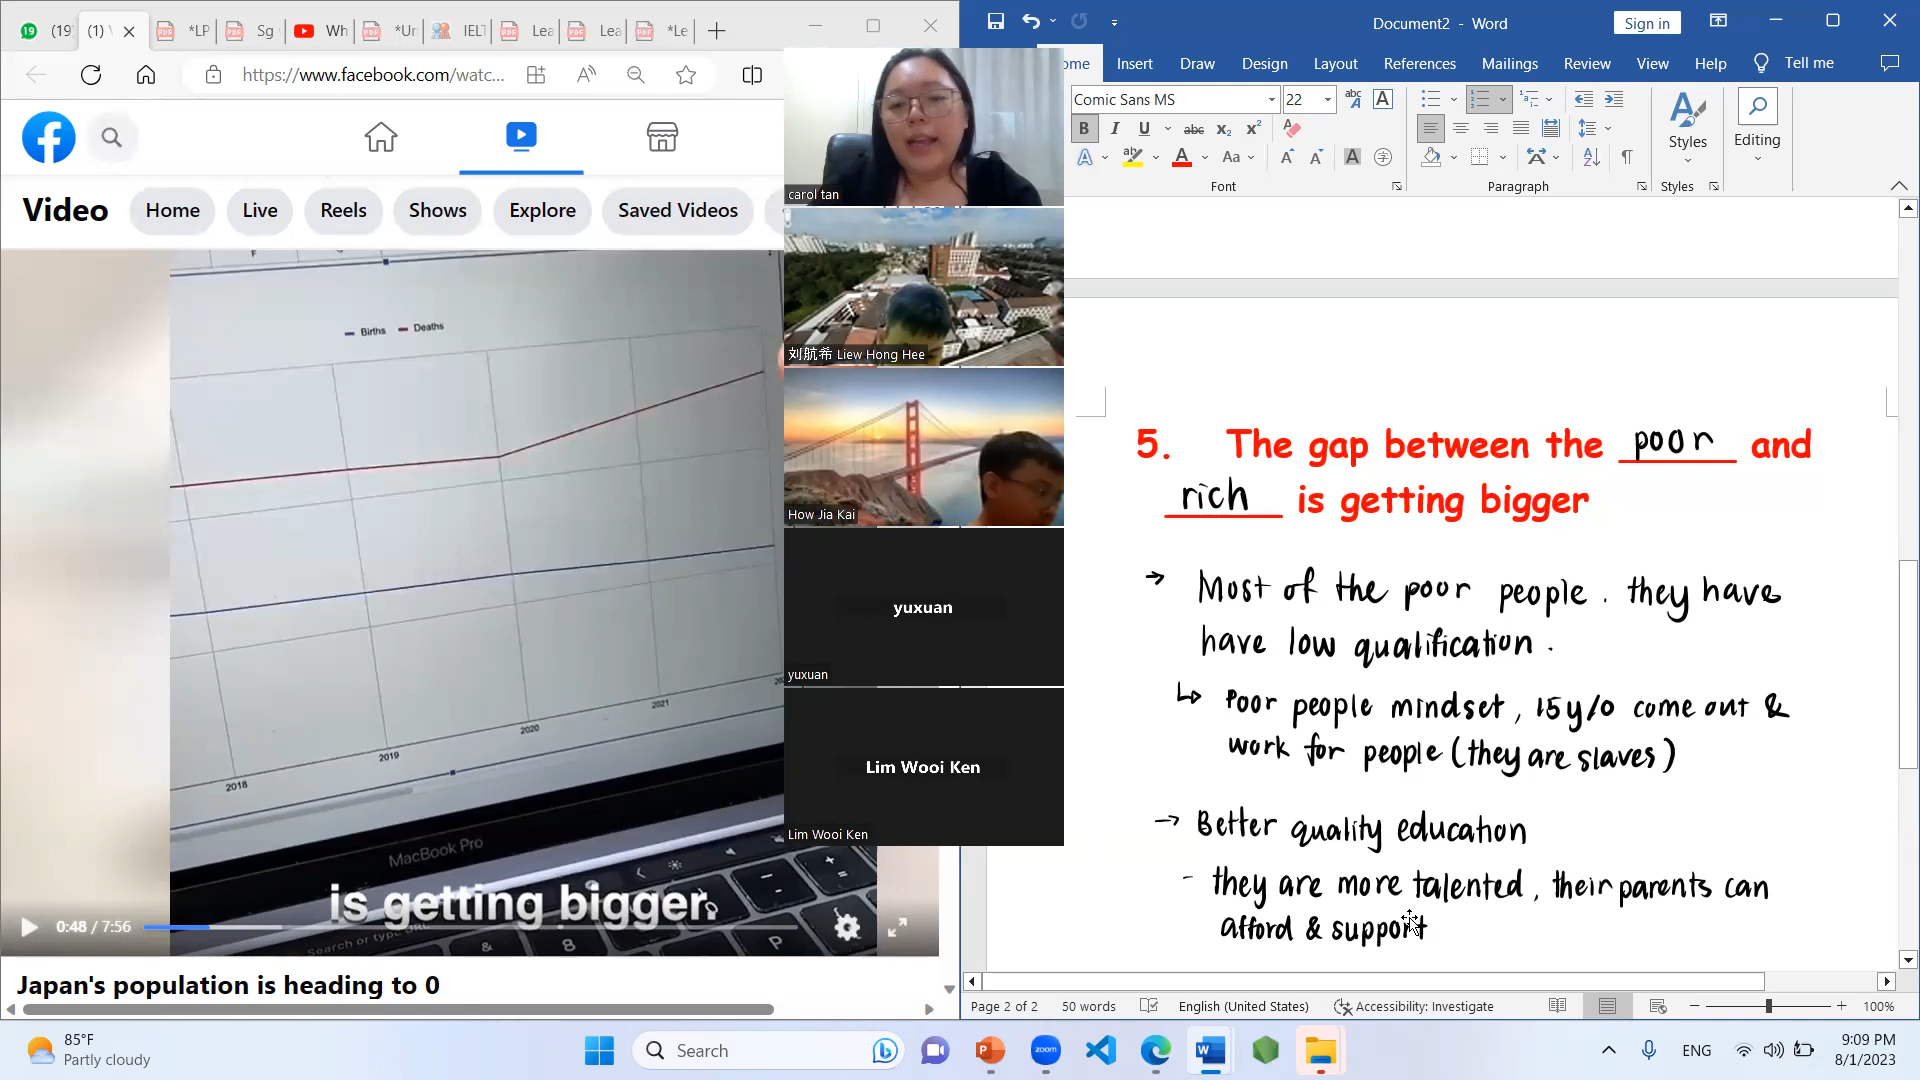 (19)
(1) V
*LP
Sg
Wh
*Ur
IEL
Lea
Lea
*Le
https://www.facebook.com/watc...
Video
Home
Live
Reels
Shows
Explore
Saved Videos
Births
Deaths
2018
2019
2020
2021
MacBook Pro
is getting bigger
0:48 / 7:56
Japan's population is heading to 0
carol tan
刘航希 Liew Hong Hee
How Jia Kai
yuxuan
yuxuan
Lim Wooi Ken
Lim Wooi Ken
Document2 - Word
Sign in
ome
Insert
Draw
Design
Layout
References
Mailings
Review
View
Help
Tell me
Comic Sans MS
22
Styles
Editing
Font
Paragraph
Styles
5. The gap between the poor and
rich is getting bigger
→ Most of the poor people. they have
have low qualification.
↳ Poor people mindset, 15 y/o come out &
work for people (they are slaves)
→ Better quality education
- they are more talented, their parents can
afford & support
Page 2 of 2
50 words
English (United States)
Accessibility: Investigate
100%
85°F
Partly cloudy
Search
zoom
ENG
9:09 PM
8/1/2023